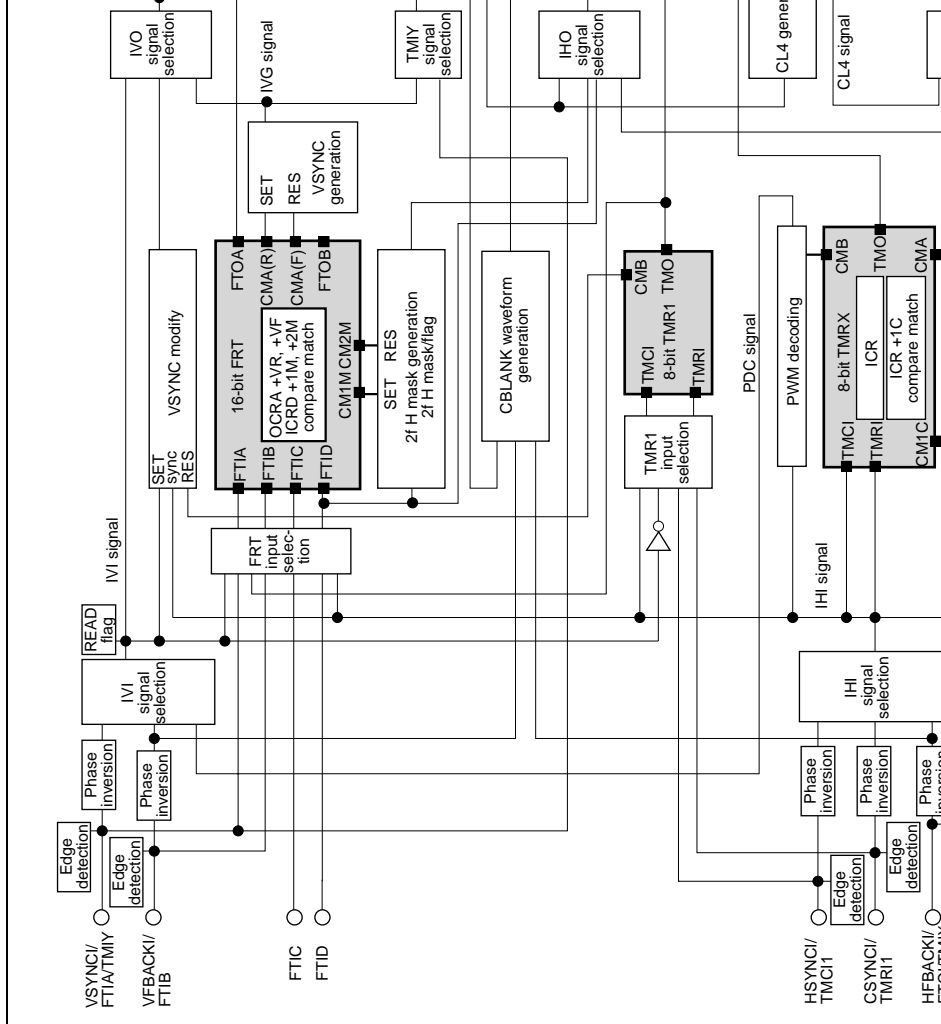 IVO
signal
selection
IVG signal
TMIY
signal
selection
IHO
signal
selection
CL4 gener
CL4 signal
SET
RES
VSYNC
generation
VSYNC modify
SET
sync
RES
FTOA
CMA(R)
CMA(F)
FTOB
16-bit FRT
OCRA +VR, +VF
ICRD +1M, +2M
compare match
CM1M CM2M
FTIA
FTIB
FTIC
FTID
SET RES
2f H mask generation
2f H mask/flag
CBLANK waveform
generation
CMB
TMO
8-bit TMR1
TMCI
TMRI
TMR1
input
selection
PDC signal
PWM decoding
CMB
TMO
CMA
8-bit TMRX
ICR
ICR +1C
compare match
TMCI
TMRI
CM1C
IVI signal
FRT
input
selec-
tion
READ
flag
IHI signal
IVI
signal
selection
IHI
signal
selection
Phase
inversion
Phase
inversion
Phase
inversion
Phase
inversion
Phase
Edge
detection
Edge
detection
Edge
detection
Edge
detection
VSYNCI/
FTIA/TMIY
VFBACKI/
FTIB
FTIC
FTID
HSYNCI/
TMCI1
CSYNCI/
TMRI1
HFBACKI/